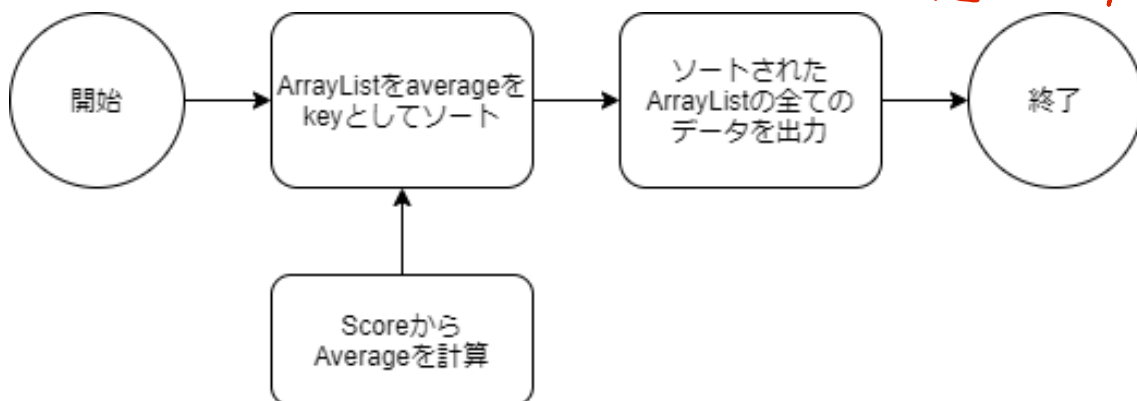 開始
ArrayListをaverageを
keyとしてソート
ソートされた
ArrayListの全ての
データを出力
終了
Scoreから
Averageを計算